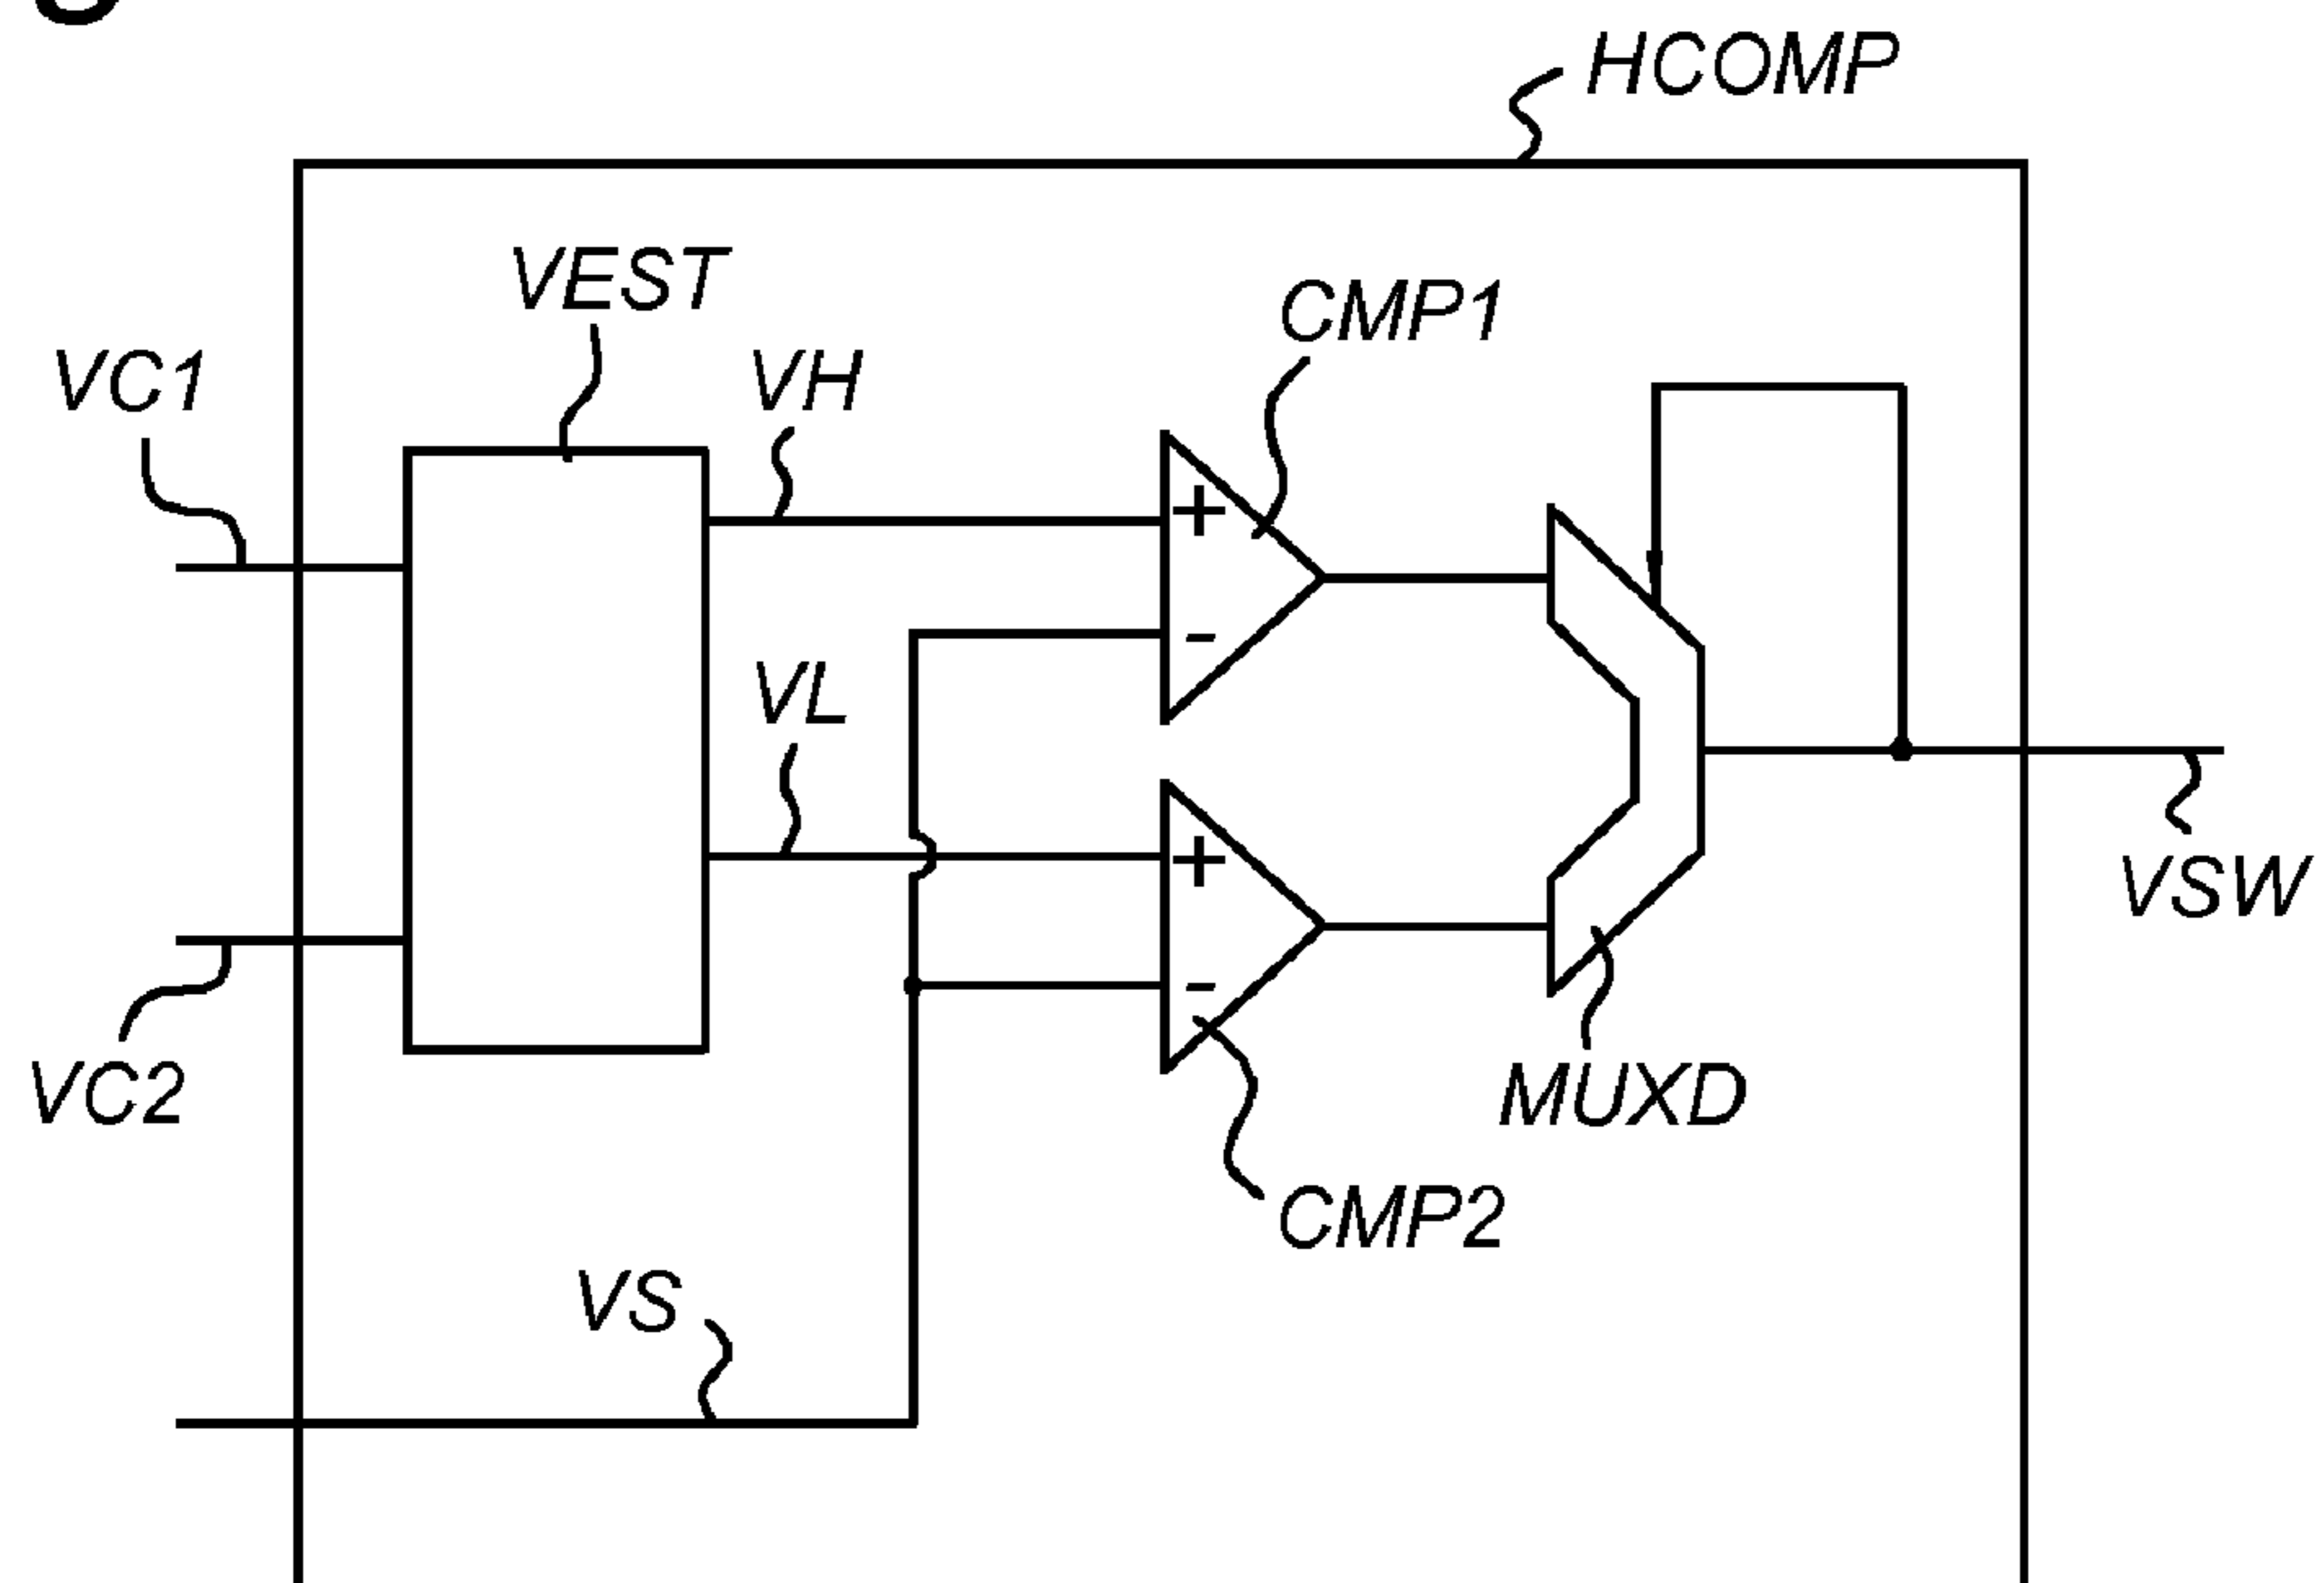 HCOMP
VEST
CMP1
VC1
VH
+
-
VL
+
-
VSW
VC2
MUXD
CMP2
VS